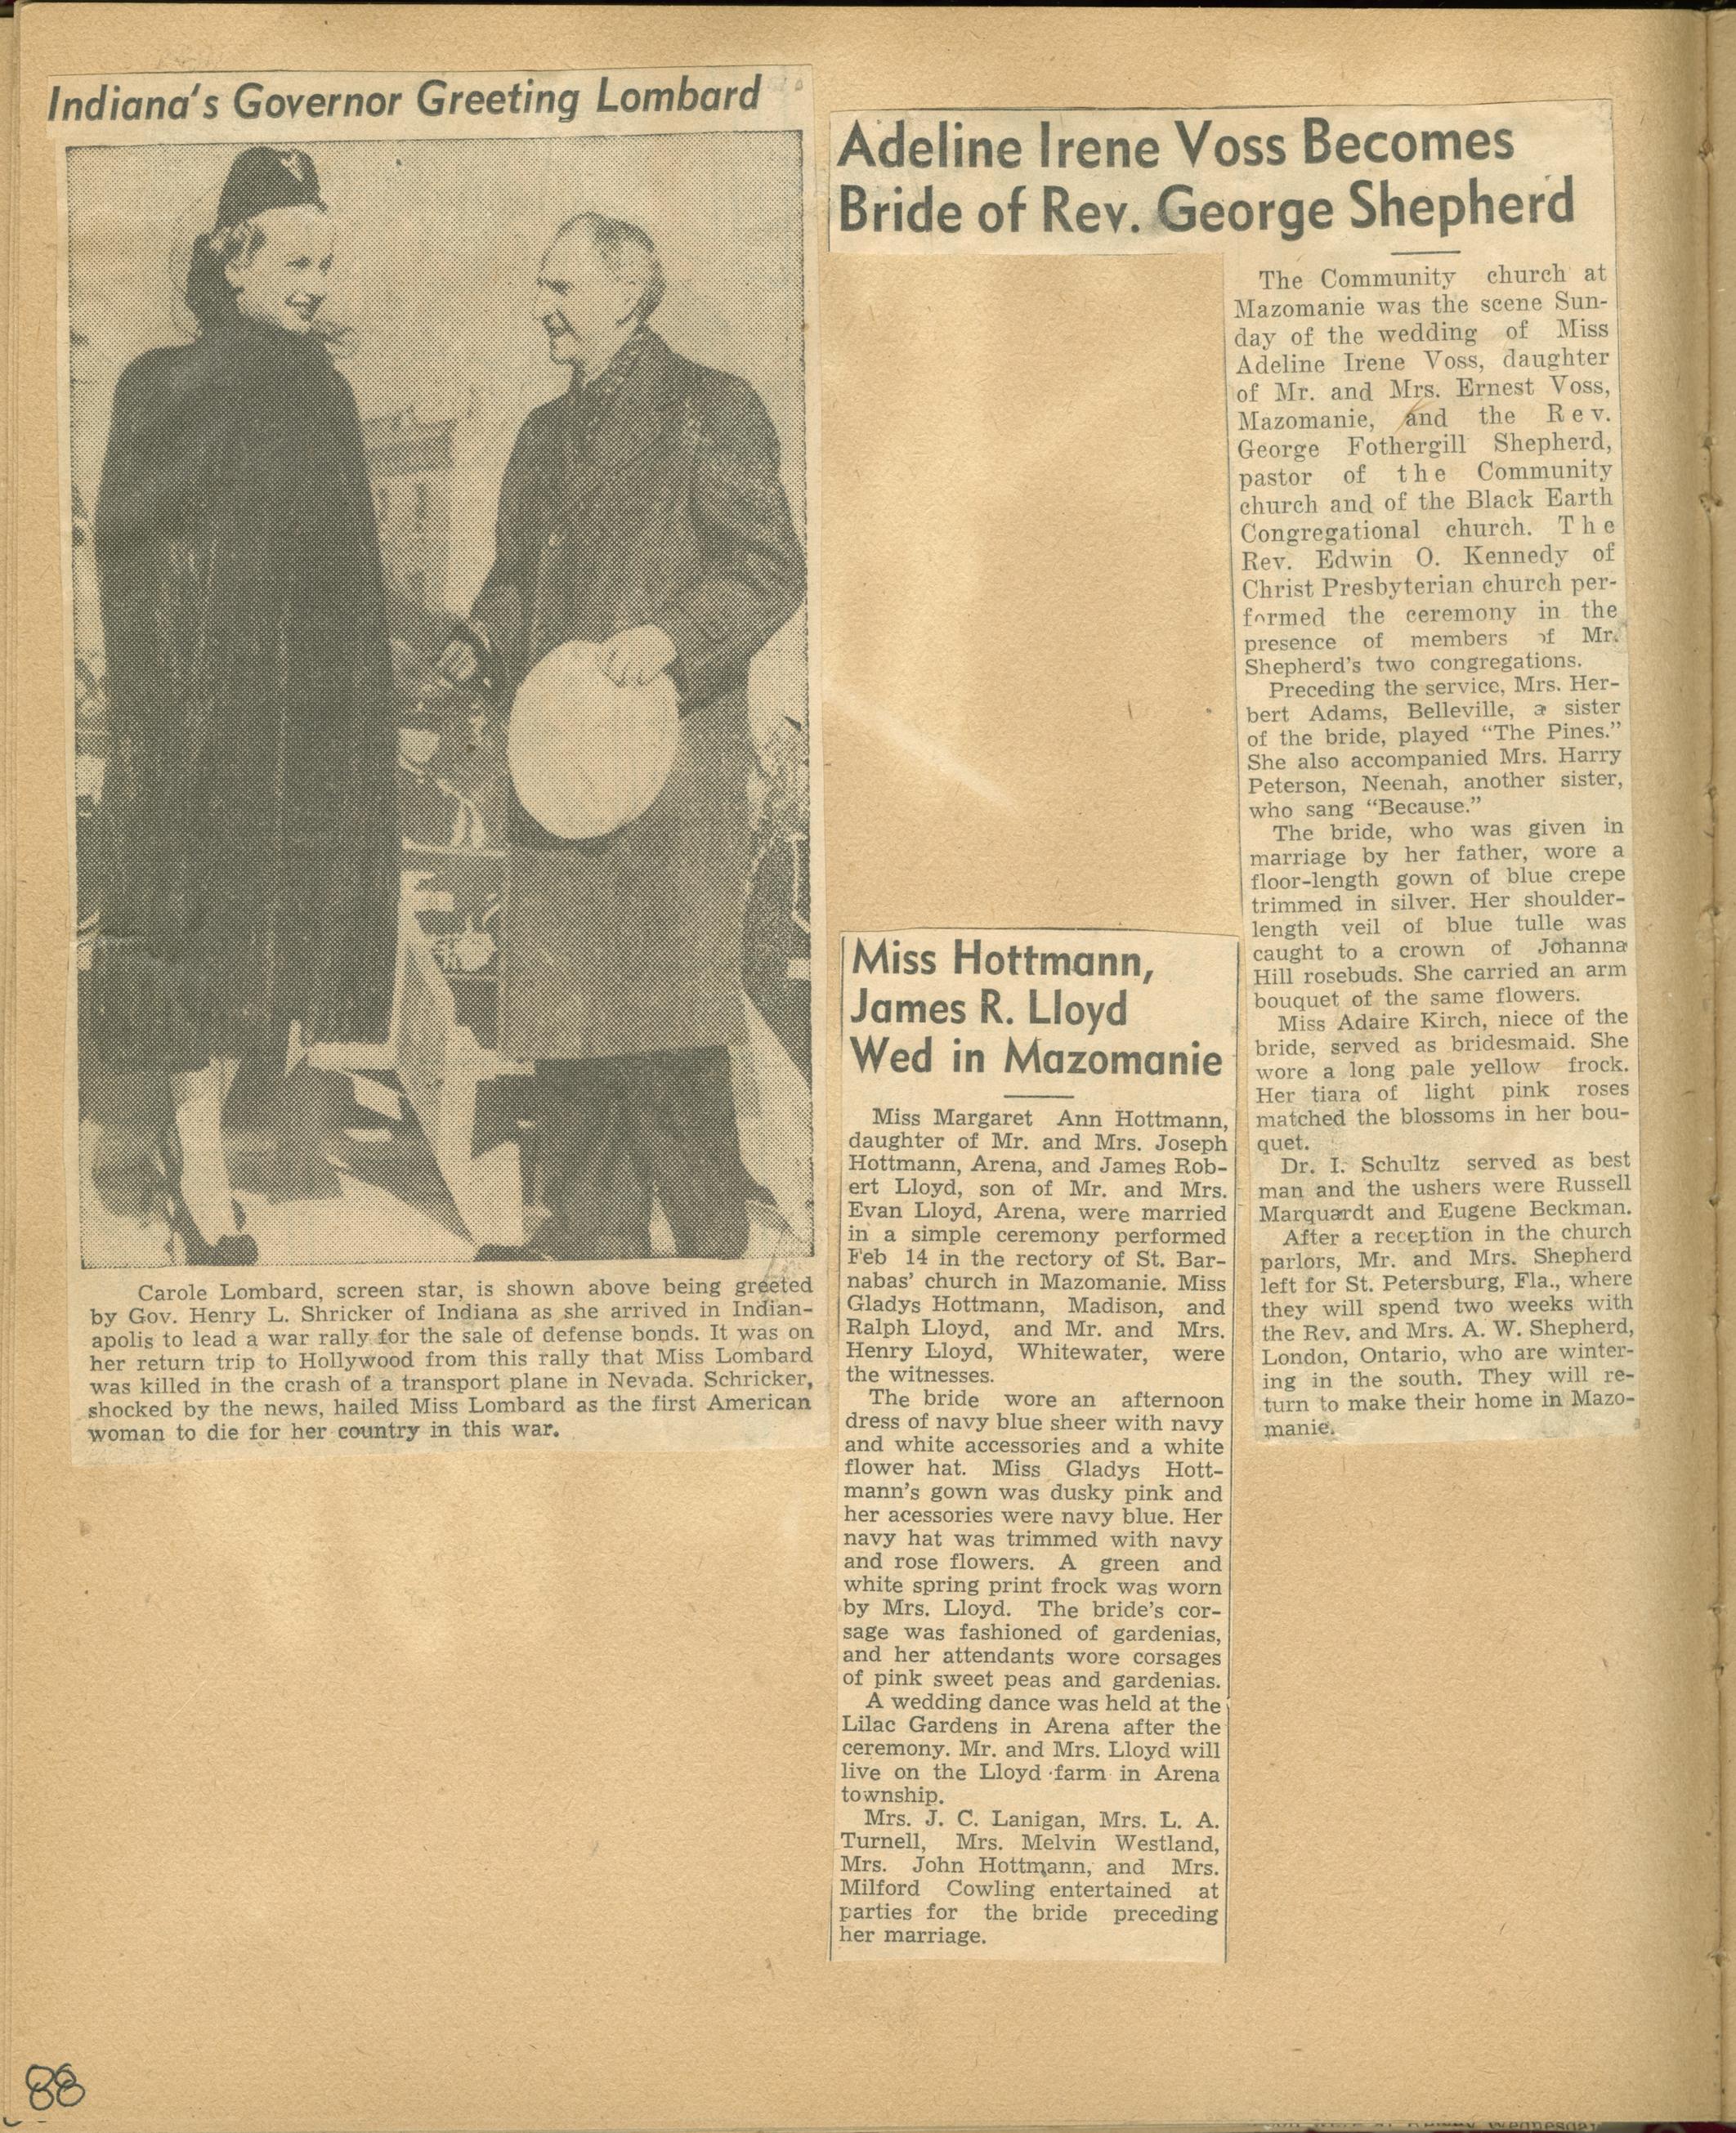 Indiana's Governor Greeting Lombard
Carole Lombard, screen star, is shown above being greeted
by Gov. Henry L. Shricker of Indiana as she arrived in Indian-
apolis to lead a war rally for the sale of defense bonds. It was on
her return trip to Hollywood from this rally that Miss Lombard
was killed in the crash of a transport plane in Nevada. Schricker,
shocked by the news, hailed Miss Lombard as the first American
woman to die for her country in this war.
Adeline Irene Voss Becomes
Bride of Rev. George Shepherd
The Community church at
Mazomanie was the scene Sun-
day of the wedding of Miss
Adeline Irene Voss, daughter
of Mr. and Mrs. Ernest Voss,
Mazomanie, and the Rev.
George Fothergill Shepherd,
pastor of the Community
church and of the Black Earth
Congregational church. The
Rev. Edwin O. Kennedy of
Christ Presbyterian church per-
formed the ceremony in the
presence of members of Mr.
Shepherd's two congregations.
Preceding the service, Mrs. Her-
bert Adams, Belleville, a sister
of the bride, played "The Pines."
She also accompanied Mrs. Harry
Peterson, Neenah, another sister,
who sang "Because."
The bride, who was given in
marriage by her father, wore a
floor-length gown of blue crepe
trimmed in silver. Her shoulder-
length veil of blue tulle was
caught to a crown of Johanna
Hill rosebuds. She carried an arm
bouquet of the same flowers.
Miss Adaire Kirch, niece of the
bride, served as bridesmaid. She
wore a long pale yellow frock.
Her tiara of light pink roses
matched the blossoms in her bou-
quet.
Dr. I. Schultz served as best
man and the ushers were Russell
Marquardt and Eugene Beckman.
After a reception in the church
parlors, Mr. and Mrs. Shepherd
left for St. Petersburg, Fla., where
they will spend two weeks with
the Rev. and Mrs. A. W. Shepherd,
London, Ontario, who are winter-
ing in the south. They will re-
turn to make their home in Mazo-
manie.
Miss Hottmann,
James R. Lloyd
Wed in Mazomanie
Miss Margaret Ann Hottmann,
daughter of Mr. and Mrs. Joseph
Hottmann, Arena, and James Rob-
ert Lloyd, son of Mr. and Mrs.
Evan Lloyd, Arena, were married
in a simple ceremony performed
Feb 14 in the rectory of St. Bar-
nabas' church in Mazomanie. Miss
Gladys Hottmann, Madison, and
Ralph Lloyd, and Mr. and Mrs.
Henry Lloyd, Whitewater, were
the witnesses.
The bride wore an afternoon
dress of navy blue sheer with navy
and white accessories and a white
flower hat. Miss Gladys Hott-
mann's gown was dusky pink and
her acessories were navy blue. Her
navy hat was trimmed with navy
and rose flowers. A green and
white spring print frock was worn
by Mrs. Lloyd. The bride's cor-
sage was fashioned of gardenias,
and her attendants wore corsages
of pink sweet peas and gardenias.
A wedding dance was held at the
Lilac Gardens in Arena after the
ceremony. Mr. and Mrs. Lloyd will
live on the Lloyd farm in Arena
township.
Mrs. J. C. Lanigan, Mrs. L. A.
Turnell, Mrs. Melvin Westland,
Mrs. John Hottmann, and Mrs.
Milford Cowling entertained at
parties for the bride preceding
her marriage.
88
Wednesday